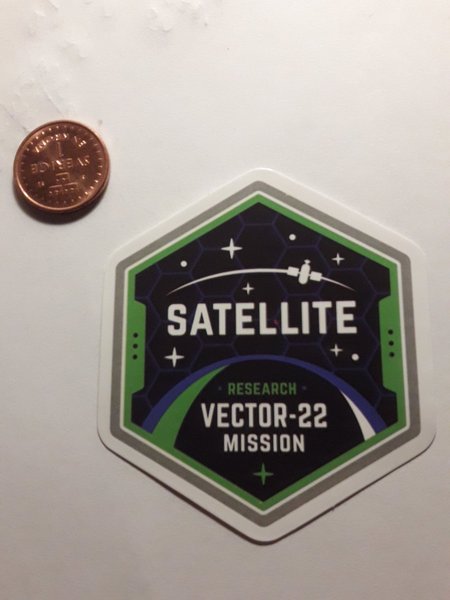 SATELLITE
RESEARCH
VECTOR-22
MISSION